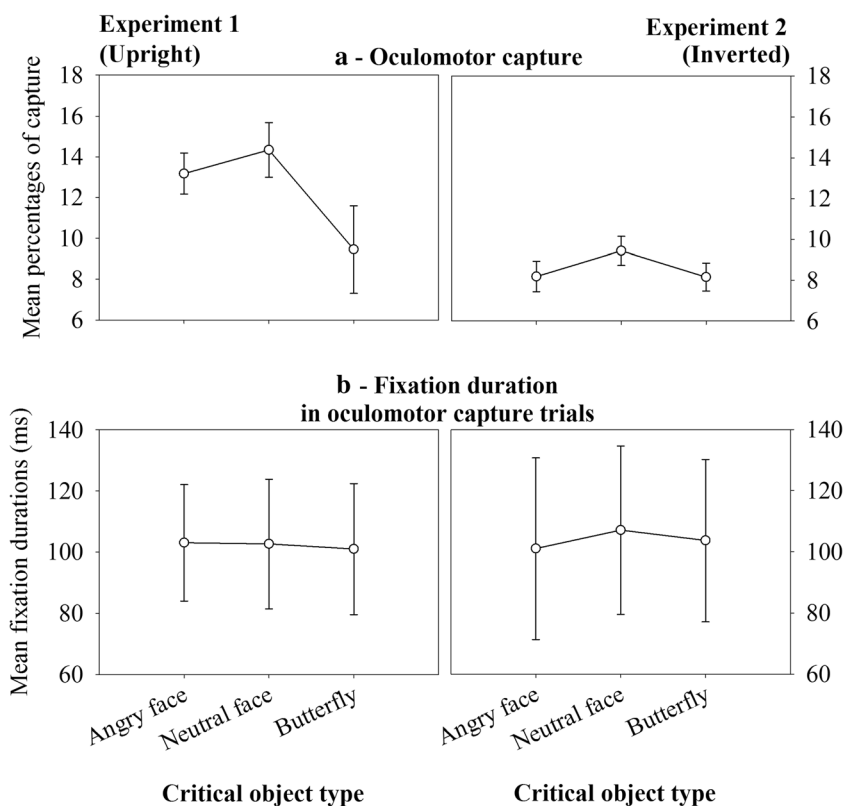 Experiment 1
(Upright)
Experiment 2
(Inverted)
a - Oculomotor capture
Mean percentages of capture
18
16
14
12
10
8
6
18
16
14
12
10
8
6
b - Fixation duration
in oculomotor capture trials
Mean fixation durations (ms)
140
120
100
80
60
140
120
100
80
60
Angry face
Neutral face
Butterfly
Angry face
Neutral face
Butterfly
Critical object type
Critical object type